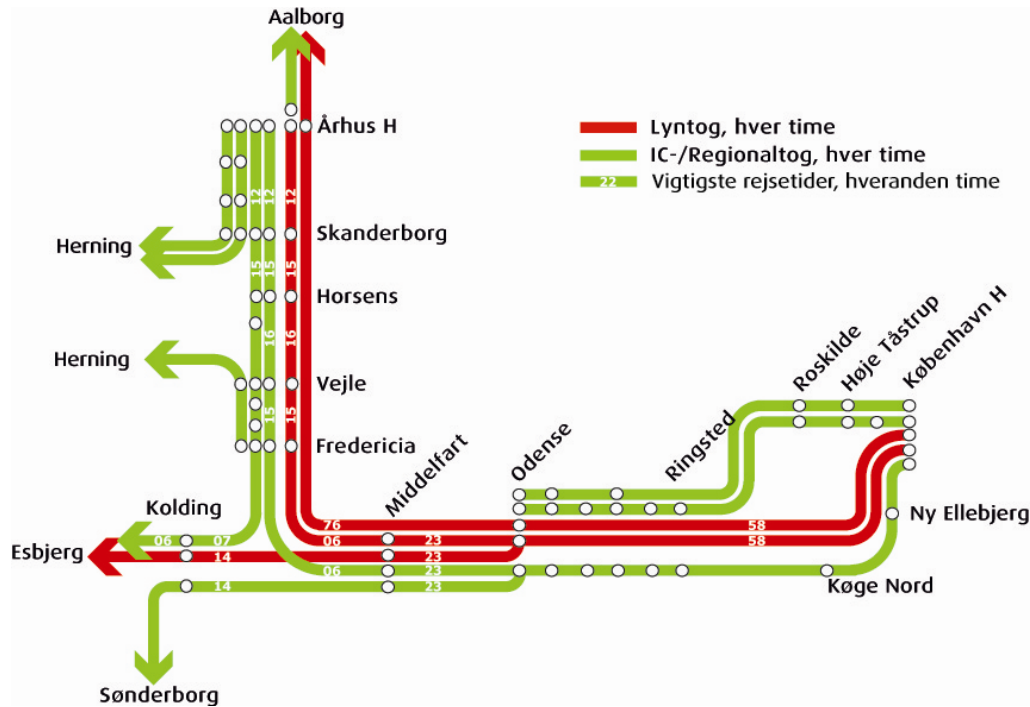 Aalborg
Århus H
Lyntog, hver time
IC-/Regionaltog, hver time
22 Vigtigste rejsetider, hveranden time
12 12 12
Skanderborg
Herning
15 15 15
Horsens
16 16
Herning
Vejle
15 15
Fredericia
Roskilde
Høje Tåstrup
København H
Middelfart
Odense
Ringsted
Kolding
76 58
Ny Ellebjerg
06 07 06 23 58
Esbjerg
14 23
06 23
Køge Nord
14 23
Sønderborg